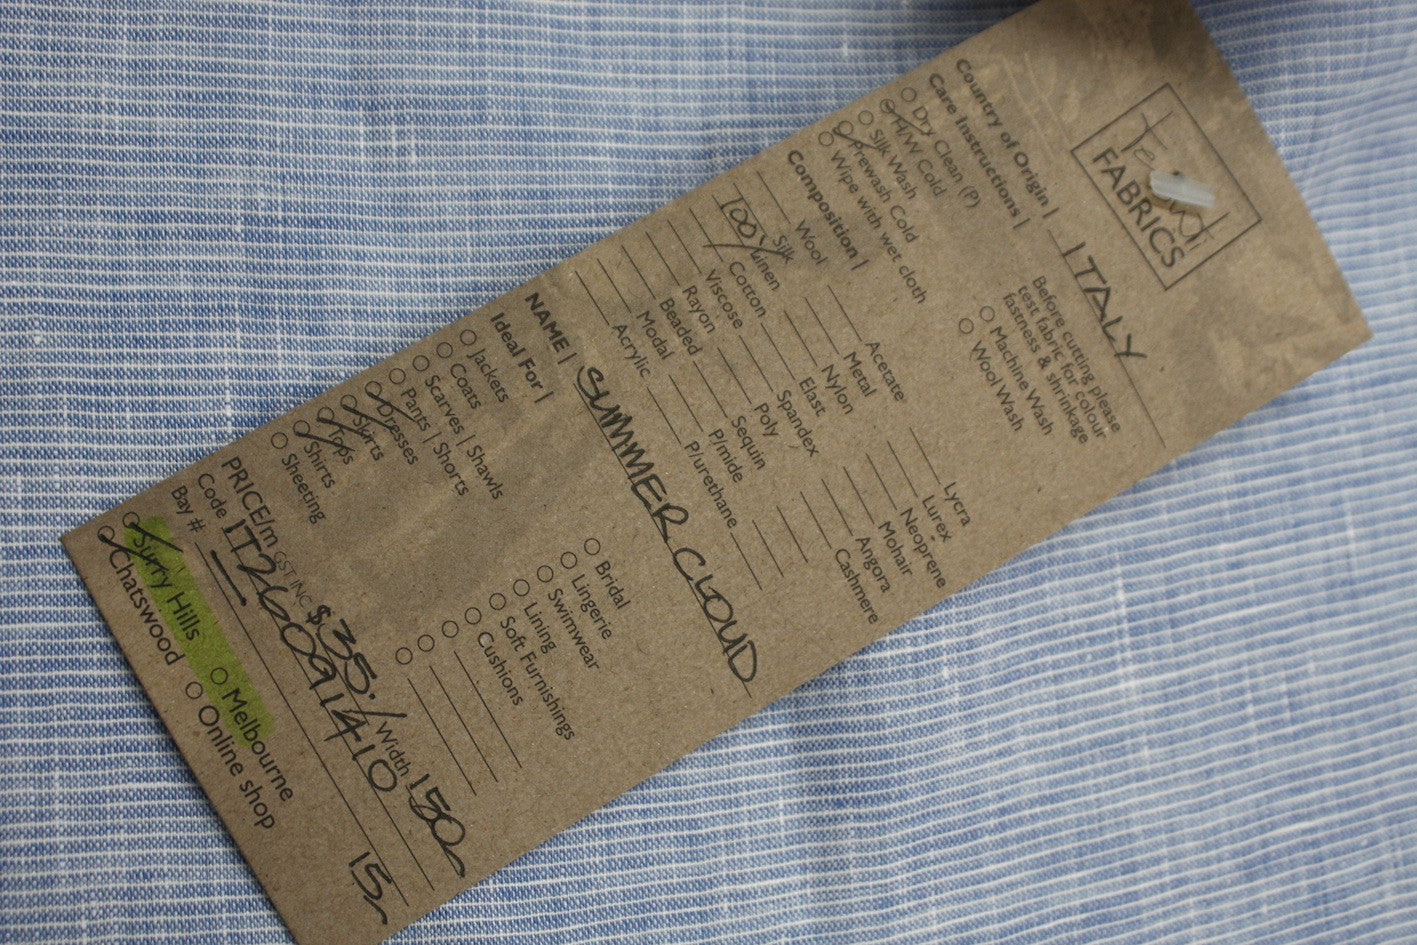 FABRICS
Country of Origin | ITALY
Care Instructions |
Dry Clean (P)
H/W Cold
Silk Wash
Prewash Cold
Wipe with wet cloth
Before cutting please
test fabric for colour
fastness & shrinkage
Machine Wash
Wool Wash
Composition |
Wool
Silk
100% Linen
Cotton
Viscose
Rayon
Beaded
Modal
Acrylic
Acetate
Metal
Nylon
Elast
Spandex
Poly
Sequin
P/mide
P/urethane
Lycra
Lurex
Neoprene
Mohair
Angora
Cashmere
NAME | SUMMER CLOUD
Ideal For |
Jackets
Coats
Scarves | Shawls
Pants | Shorts
Dresses
Skirts
Tops
Shirts
Sheeting
Bridal
Lingerie
Swimwear
Lining
Soft Furnishings
Cushions
PRICE/m GST INC $35. / Width 150
Code IT26091410
Bay # 15
Surry Hills Melbourne
Chatswood Online shop